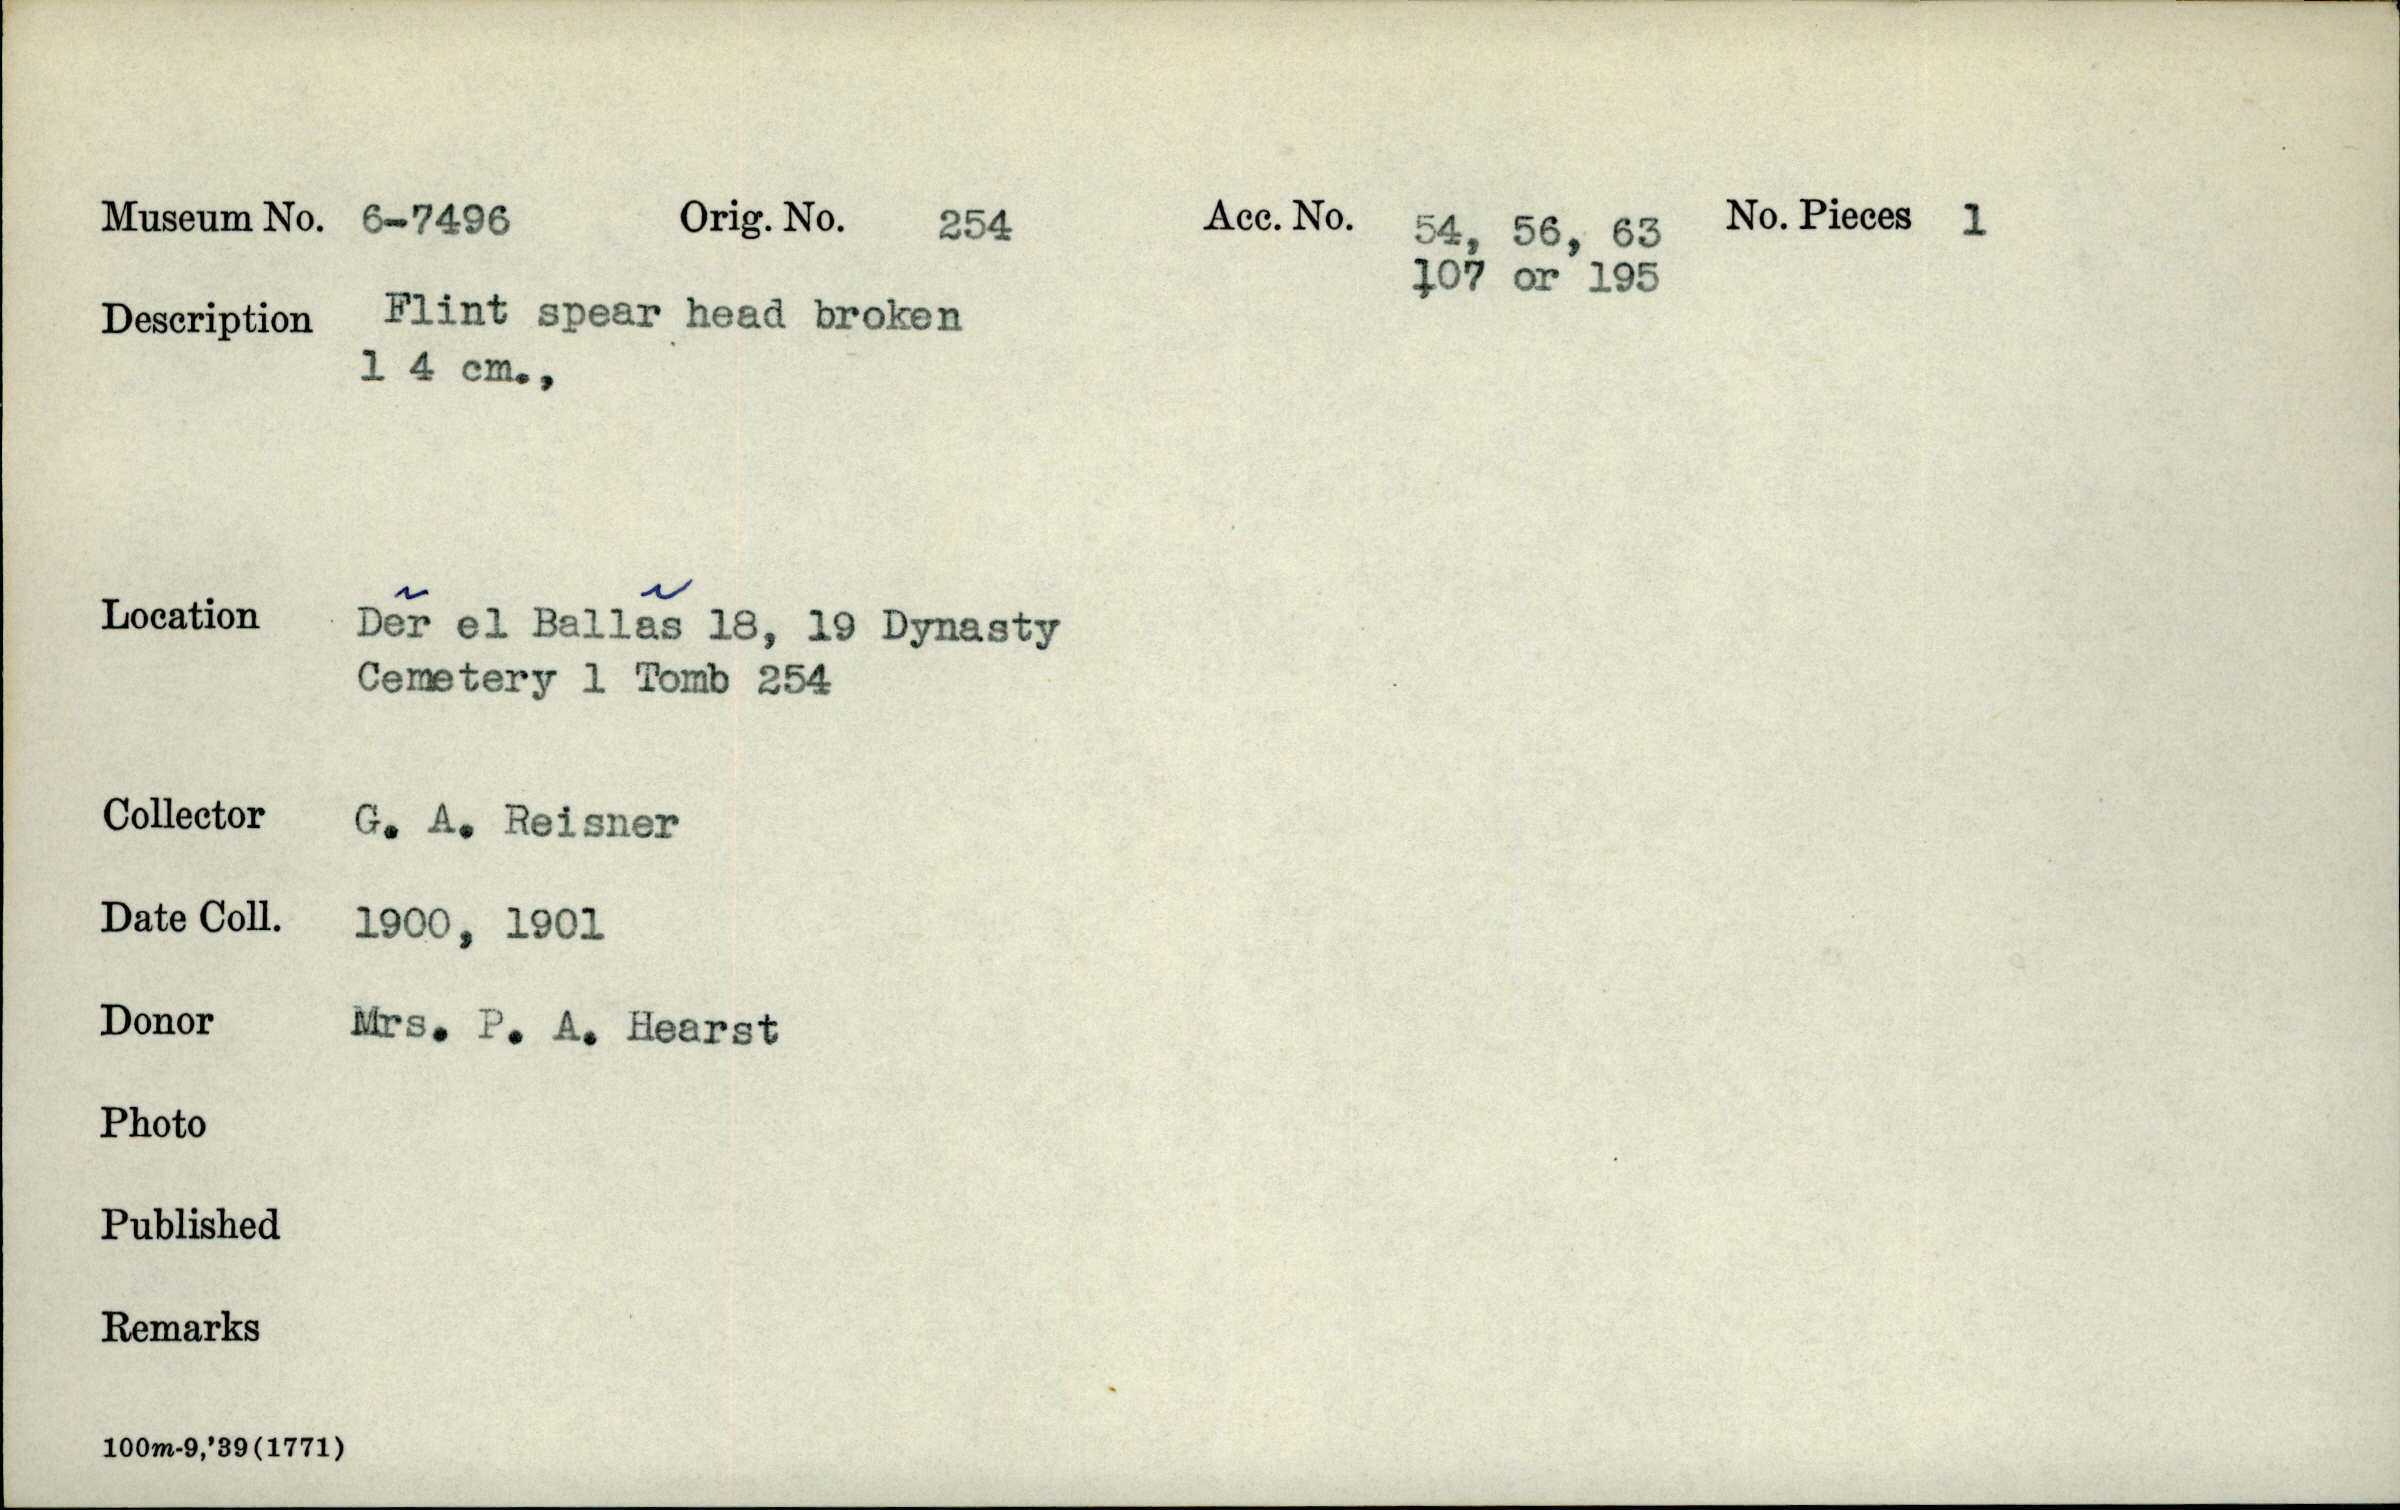 Museum No. 6-7496 Orig. No. 254 Acc. No. 54, 56, 63 No. Pieces 1
107 or 195
Description Flint spear head broken
l 4 cm.,
Location Der̃ el Ballas̃ 18, 19 Dynasty
Cemetery 1 Tomb 254
Collector G. A. Reisner
Date Coll. 1900, 1901
Donor Mrs. P. A. Hearst
Photo
Published
Remarks
100m-9,'39(1771)